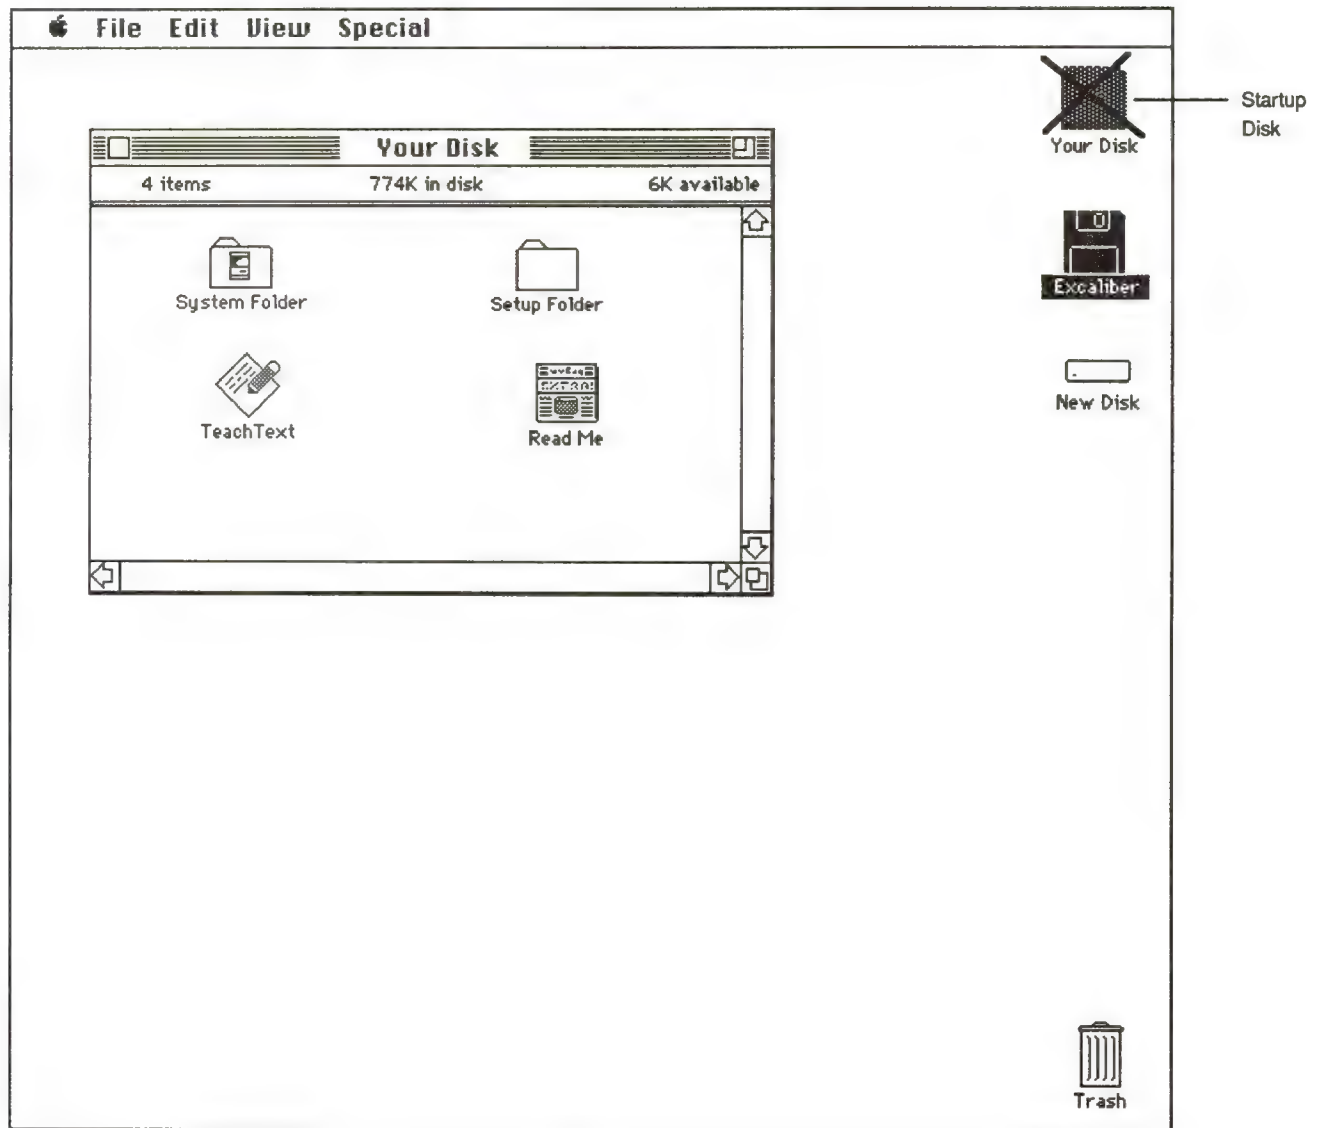 File Edit View Special
Startup
Disk
Your Disk
Your Disk
4 items 774K in disk 6K available
Excaliber
System Folder
Setup Folder
EXTRA!
New Disk
TeachText
Read Me
Trash